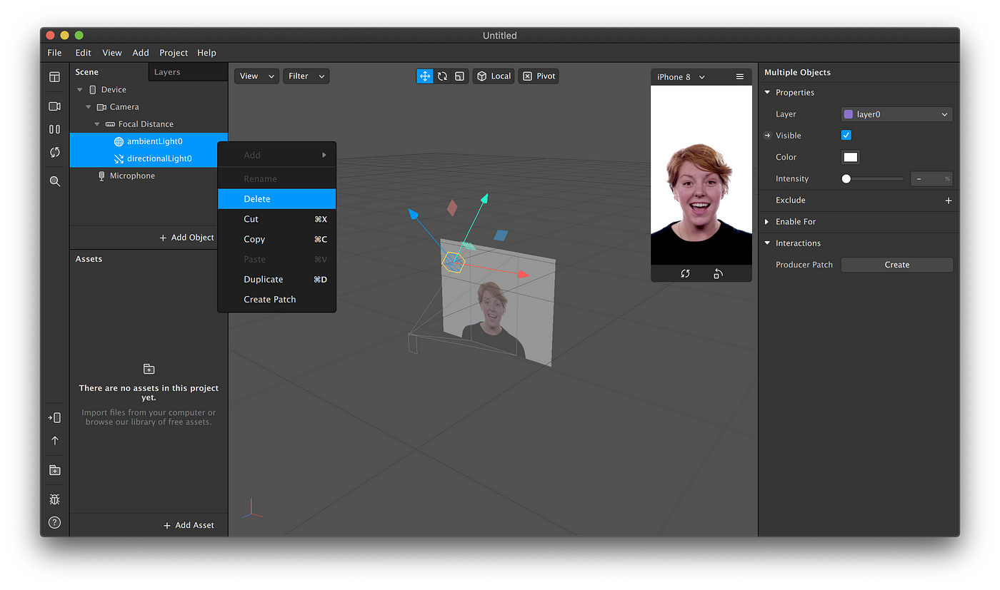 Untitled
File Edit View Add Project Help
Scene
Layers
Device
Camera
Focal Distance
ambientLight0
directionalLight0
Microphone
+ Add Object
Assets
There are no assets in this project
yet.
Import files from your computer or
browse our library of free assets.
+ Add Asset
Add
Rename
Delete
Cut ⌘X
Copy ⌘C
Paste ⌘V
Duplicate ⌘D
Create Patch
View
Filter
Local
Pivot
iPhone 8
Multiple Objects
Properties
Layer layer0
Visible
Color
Intensity – %
Exclude +
Enable For
Interactions
Producer Patch Create
?